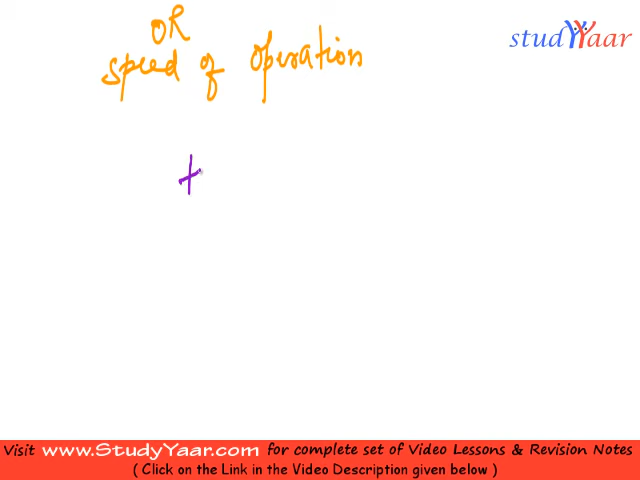 OR
studyYaar
speed of operation
+
Visit www.StudyYaar.com for complete set of Video Lessons & Revision Notes
( Click on the Link in the Video Description given below )